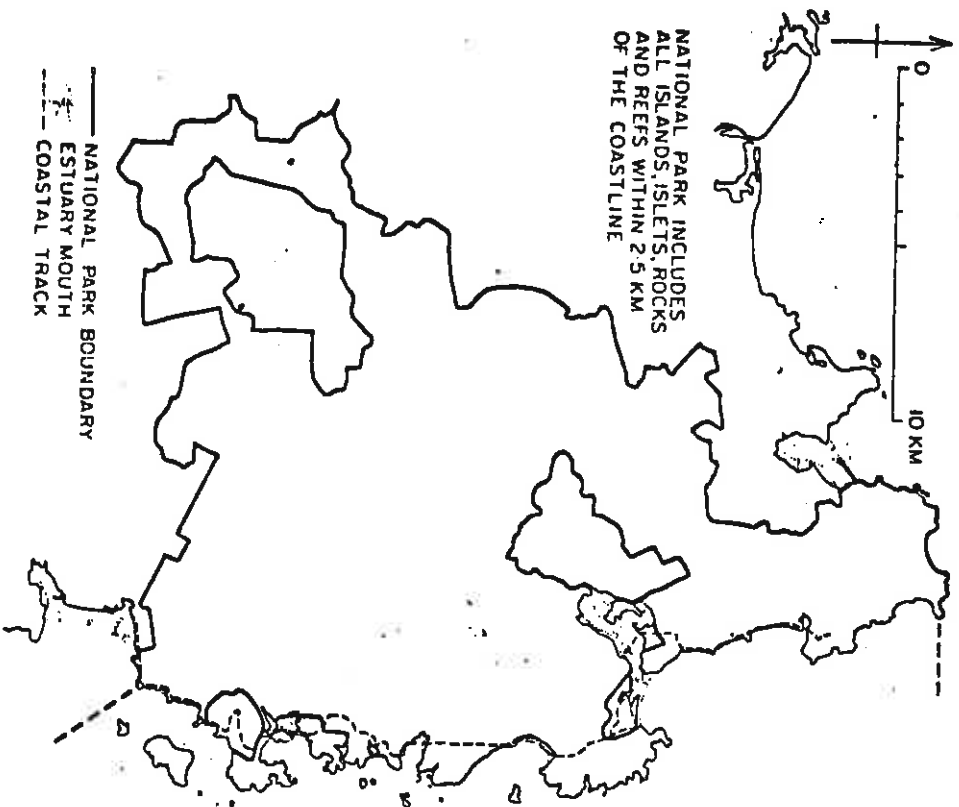 0
10 KM
NATIONAL PARK INCLUDES
ALL ISLANDS, ISLETS, ROCKS
AND REEFS WITHIN 2·5 KM
OF THE COASTLINE
NATIONAL PARK BOUNDARY
ESTUARY MOUTH
COASTAL TRACK